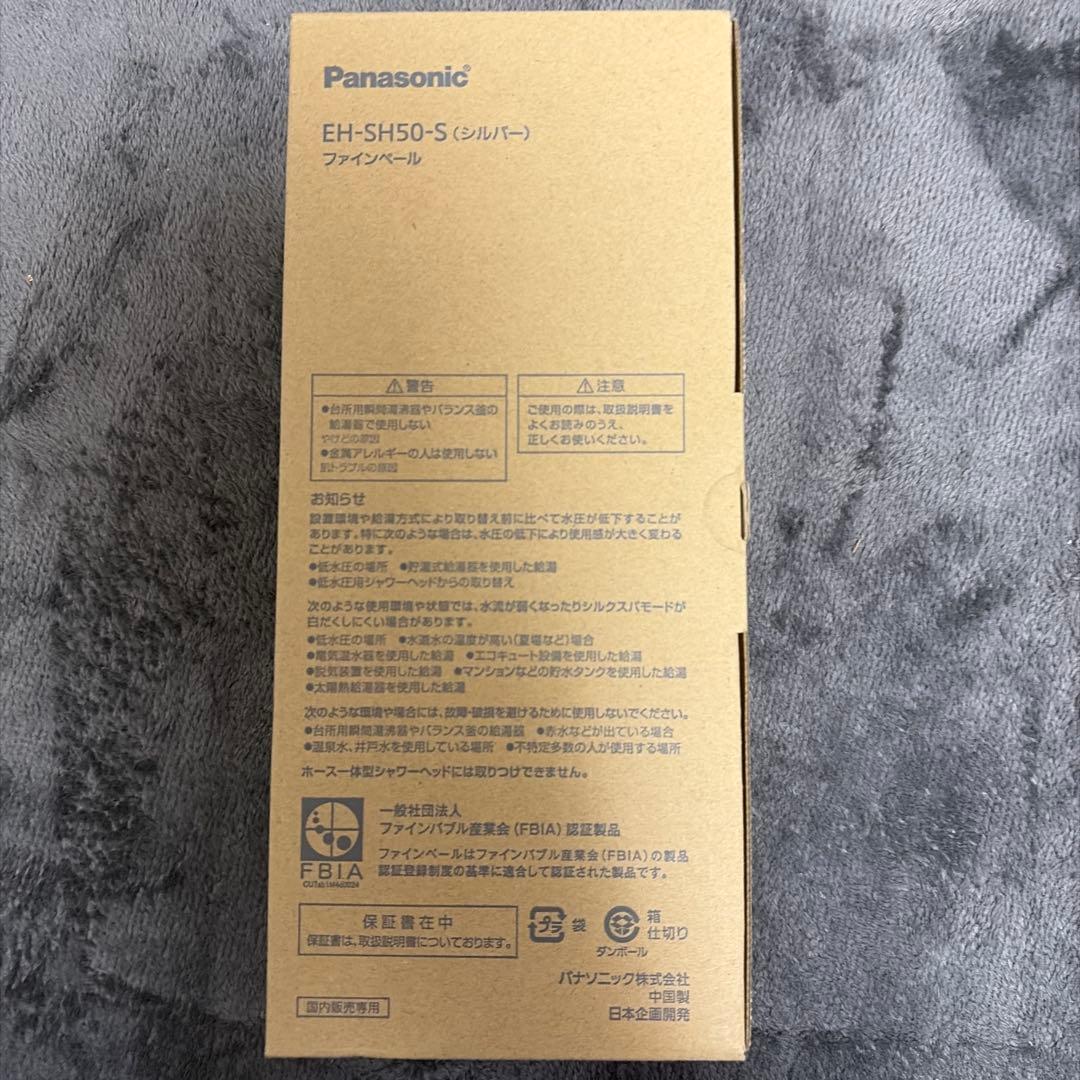 Panasonic
EH-SH50-S（シルバー）
ファインベール
⚠警告
●台所用瞬間湯沸器やバランス釜の
給湯器で使用しない
やけどの原因
●金属アレルギーの人は使用しない
肌トラブルの原因
⚠注意
ご使用の際は、取扱説明書を
よくお読みのうえ、
正しくお使いください。
お知らせ
設置環境や給湯方式により取り替え前に比べて水圧が低下することが
あります。特に次のような場合は、水圧の低下により使用感が大きく変わる
ことがあります。
●低水圧の場所 ●貯湯式給湯器を使用した給湯
●低水圧用シャワーヘッドからの取り替え
次のような使用環境や状態では、水流が弱くなったりシルクスパモードが
白だくしにくい場合があります。
●低水圧の場所 ●水道水の温度が高い（夏場など）場合
●電気温水器を使用した給湯 ●エコキュート設備を使用した給湯
●脱気装置を使用した給湯 ●マンションなどの貯水タンクを使用した給湯
●太陽熱給湯器を使用した給湯
次のような環境や場合には、故障・破損を避けるために使用しないでください。
●台所用瞬間湯沸器やバランス釜の給湯器 ●赤水などが出ている場合
●温泉水、井戸水を使用している場所 ●不特定多数の人が使用する場所
ホース一体型シャワーヘッドには取りつけできません。
FBIA
一般社団法人
ファインバブル産業会（FBIA）認証製品
ファインベールはファインバブル産業会（FBIA）の製品
認証登録制度の基準に適合して認証された製品です。
保証書在中
保証書は、取扱説明書についております。
プラ 袋
ダンボール
箱
仕切り
パナソニック株式会社
中国製
日本企画開発
国内販売専用